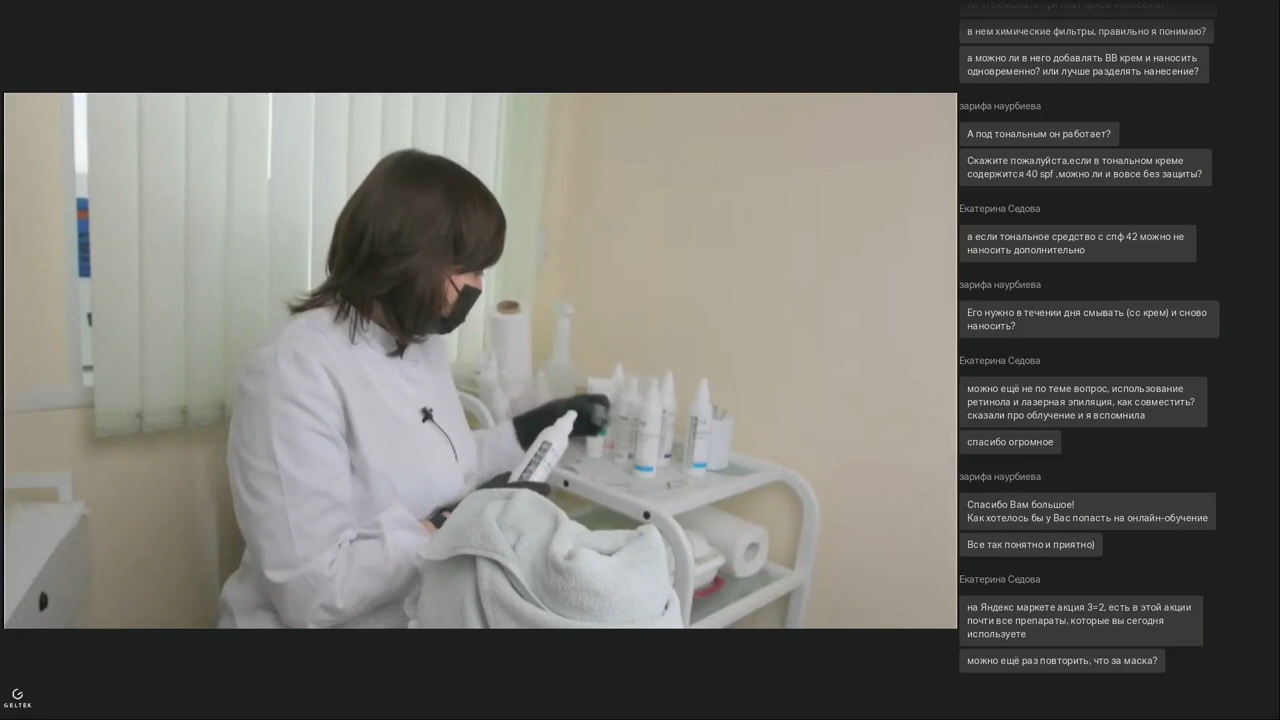 в нем химические фильтры, правильно я понимаю?
а можно ли в него добавлять BB крем и наносить
одновременно? или лучше разделять нанесение?
зарифа наурбиева
А под тональным он работает?
Скажите пожалуйста,если в тональном креме
содержится 40 spf ,можно ли и вовсе без защиты?
Екатерина Седова
а если тональное средство с спф 42 можно не
наносить дополнительно
зарифа наурбиева
Его нужно в течении дня смывать (сс крем) и сново
наносить?
Екатерина Седова
можно ещё не по теме вопрос, использование
ретинола и лазерная эпиляция, как совместить?
сказали про облучение и я вспомнила
спасибо огромное
зарифа наурбиева
Спасибо Вам большое!
Как хотелось бы у Вас попасть на онлайн-обучение
Все так понятно и приятно)
Екатерина Седова
на Яндекс маркете акция 3=2, есть в этой акции
почти все препараты, которые вы сегодня
используете
можно ещё раз повторить, что за маска?
GELTEK